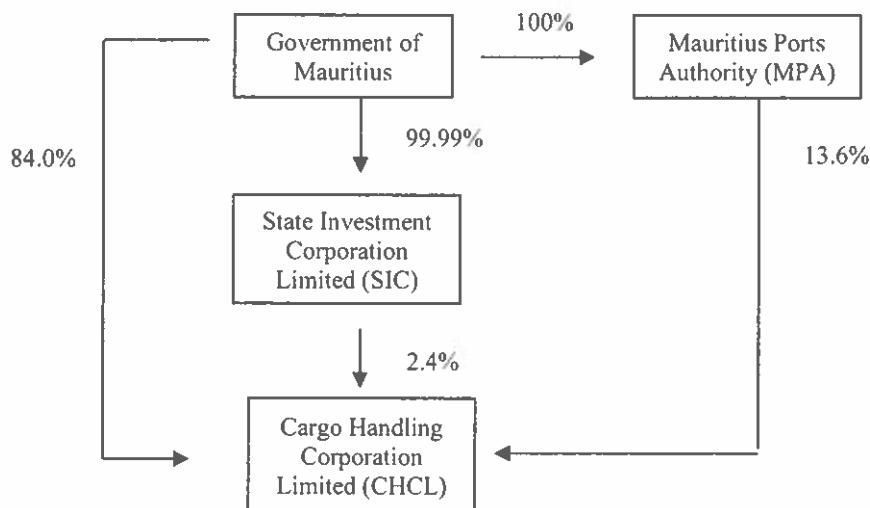 100%
Government of
Mauritius
Mauritius Ports
Authority (MPA)
84.0%
99.99%
13.6%
State Investment
Corporation
Limited (SIC)
2.4%
Cargo Handling
Corporation
Limited (CHCL)